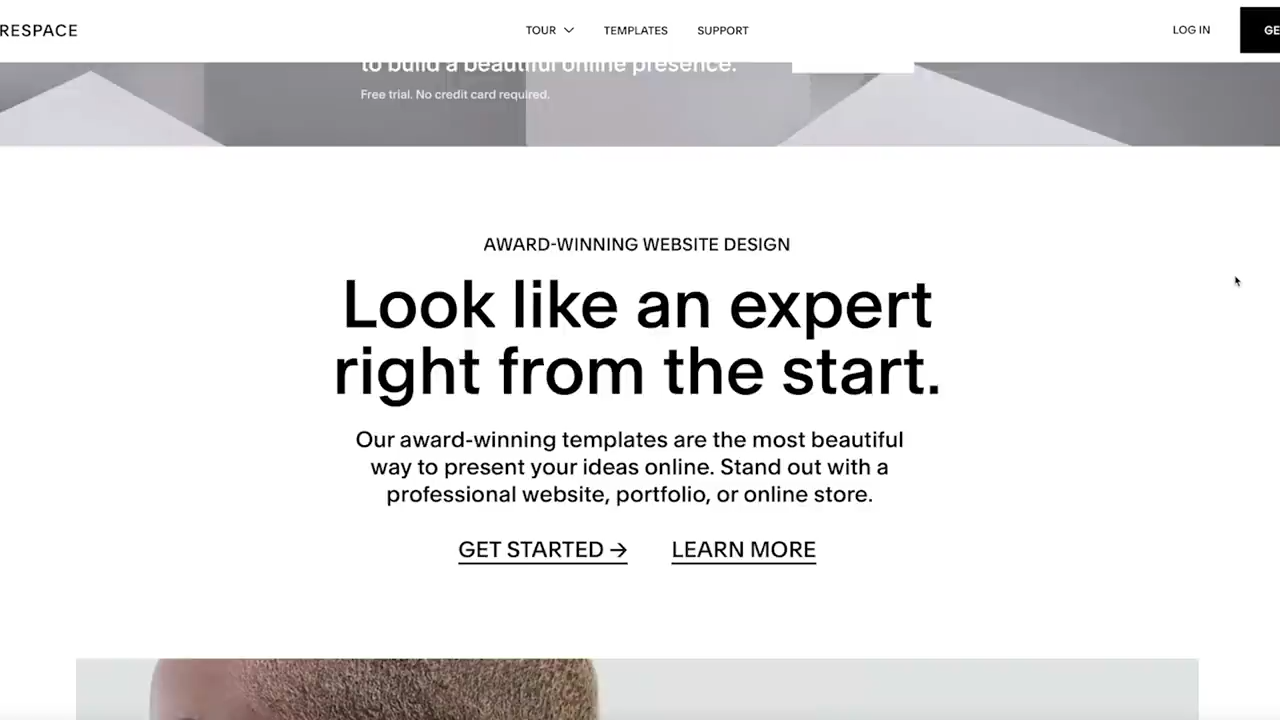 RESPACE
TOUR
TEMPLATES
SUPPORT
LOG IN
GE
to build a beautiful online presence.
Free trial. No credit card required.
AWARD-WINNING WEBSITE DESIGN
Look like an expert
right from the start.
Our award-winning templates are the most beautiful
way to present your ideas online. Stand out with a
professional website, portfolio, or online store.
GET STARTED →
LEARN MORE